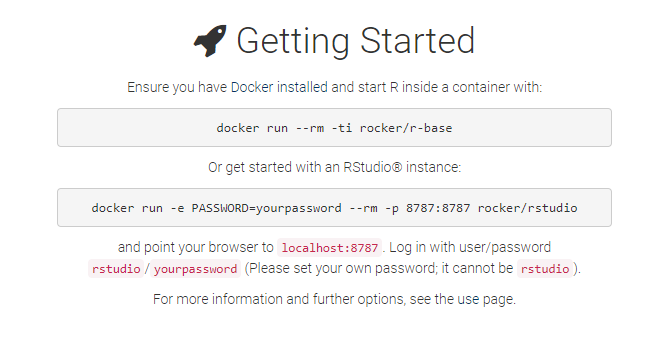 Getting Started
Ensure you have Docker installed and start R inside a container with:
docker run --rm -ti rocker/r-base
Or get started with an RStudio® instance:
docker run -e PASSWORD=yourpassword --rm -p 8787:8787 rocker/rstudio
and point your browser to localhost:8787. Log in with user/password
rstudio/yourpassword (Please set your own password; it cannot be rstudio).
For more information and further options, see the use page.